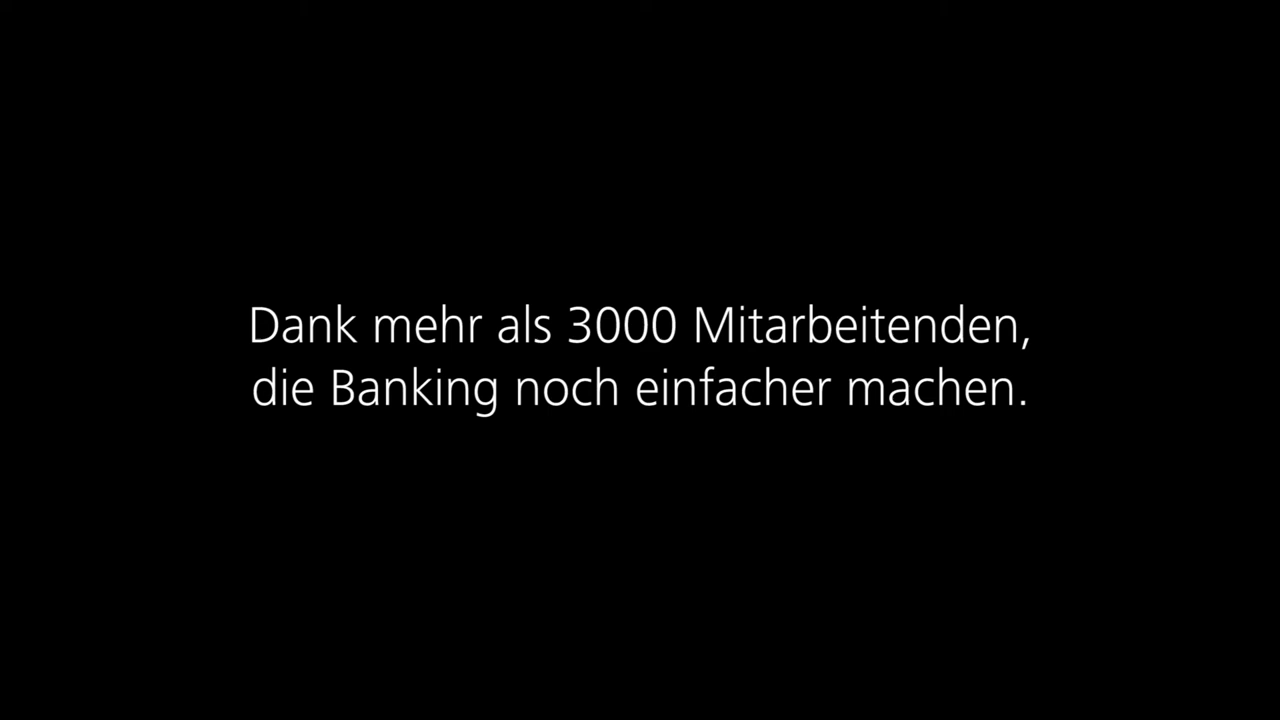 Dank mehr als 3000 Mitarbeitenden,
die Banking noch einfacher machen.